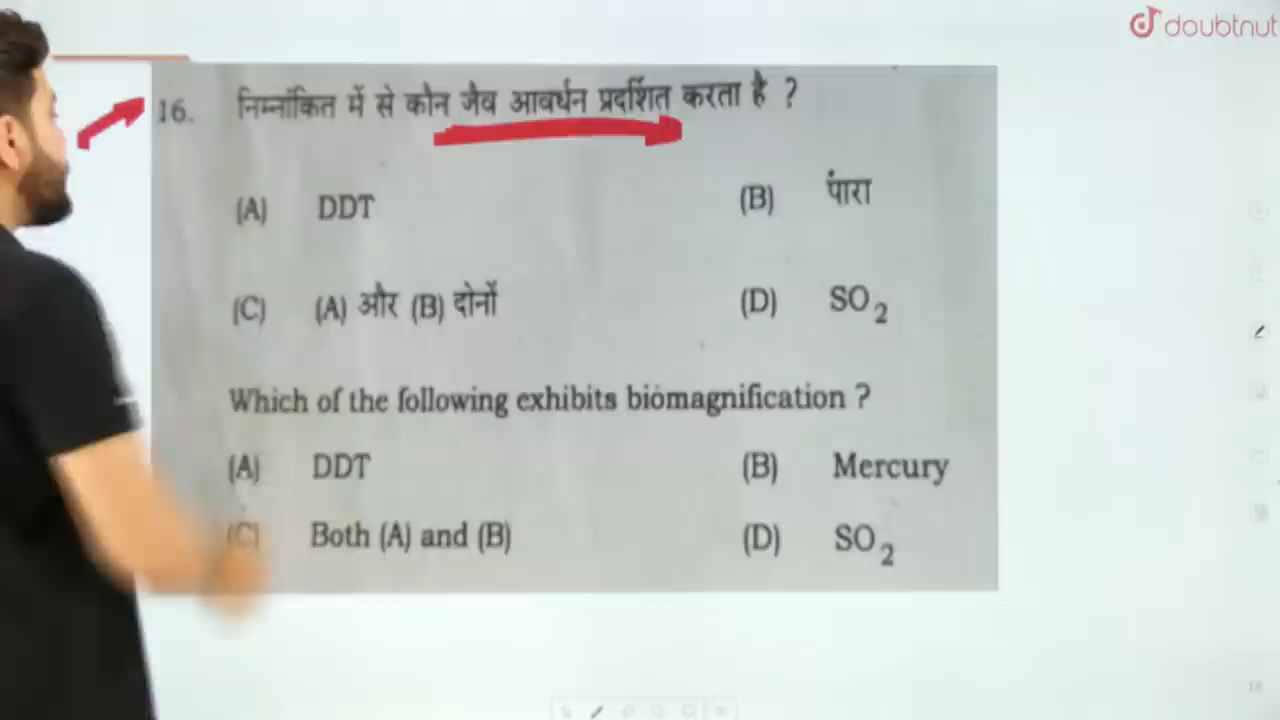 doubtnut
16. निम्नांकित में से कौन जैव आवर्धन प्रदर्शित करता है ?
(A) DDT (B) पारा
(C) (A) और (B) दोनों (D) SO₂
Which of the following exhibits biomagnification ?
(A) DDT (B) Mercury
(C) Both (A) and (B) (D) SO₂